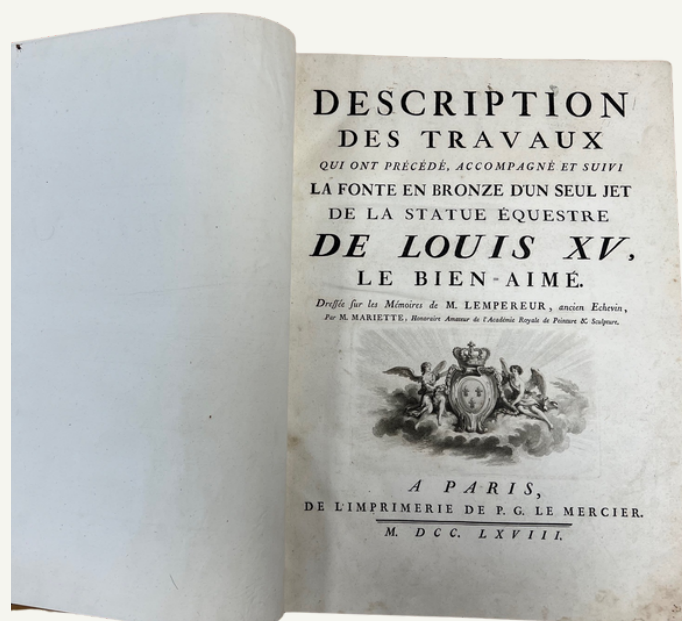 DESCRIPTION
DES TRAVAUX
QUI ONT PRÉCÉDÉ, ACCOMPAGNÉ ET SUIVI
LA FONTE EN BRONZE D'UN SEUL JET
DE LA STATUE ÉQUESTRE
DE LOUIS XV,
LE BIEN-AIMÉ.
Dreſſée ſur les Mémoires de M. LEMPEREUR, ancien Echevin,
Par M. MARIETTE, Honoraire Amateur de l'Académie Royale de Peinture & Sculpture.
A PARIS,
DE L'IMPRIMERIE DE P. G. LE MERCIER.
M. DCC. LXVIII.